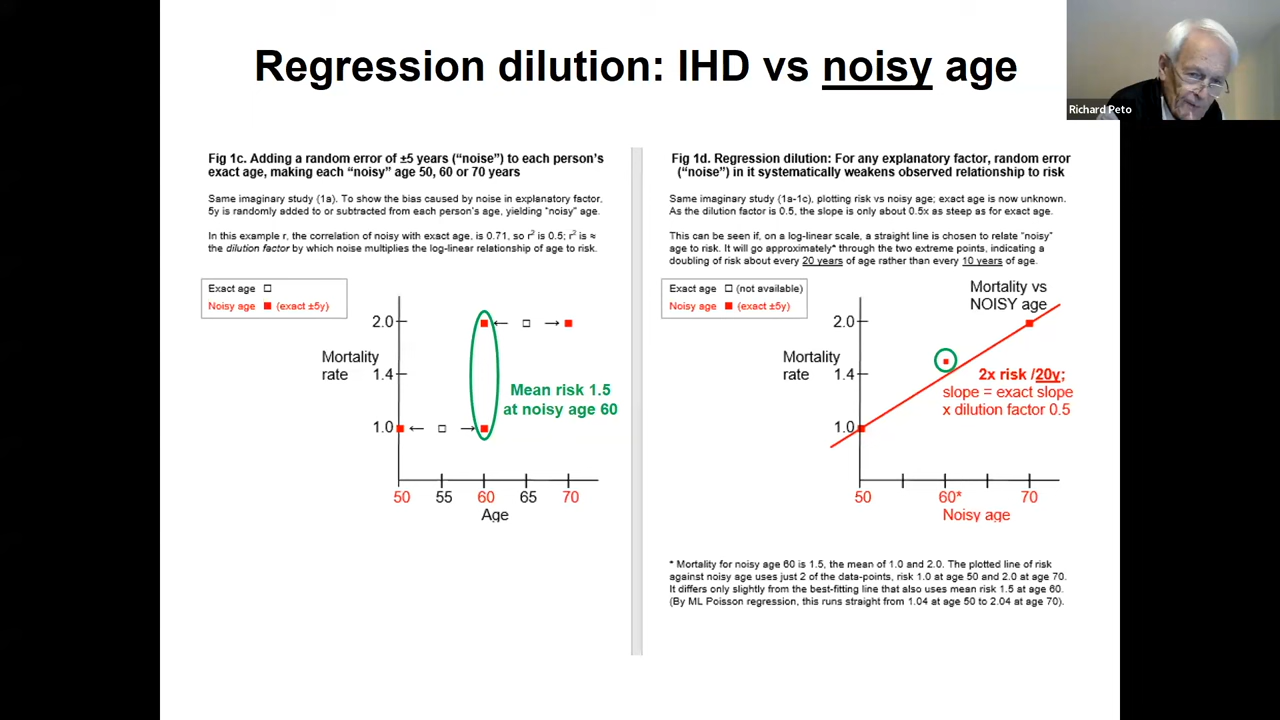 Regression dilution: IHD vs noisy age
Richard Peto
Fig 1c. Adding a random error of ±5 years (“noise”) to each person’s
exact age, making each “noisy” age 50, 60 or 70 years
Same imaginary study (1a). To show the bias caused by noise in explanatory factor,
5y is randomly added to or subtracted from each person’s age, yielding “noisy” age.
In this example r, the correlation of noisy with exact age, is 0.71, so r² is 0.5; r² is ≈
the dilution factor by which noise multiplies the log-linear relationship of age to risk.
Exact age
Noisy age (exact ±5y)
2.0
Mortality
rate
1.4
1.0
Mean risk 1.5
at noisy age 60
50 55 60 65 70
Age
Fig 1d. Regression dilution: For any explanatory factor, random error
(“noise”) in it systematically weakens observed relationship to risk
Same imaginary study (1a-1c), plotting risk vs noisy age; exact age is now unknown.
As the dilution factor is 0.5, the slope is only about 0.5x as steep as for exact age.
This can be seen if, on a log-linear scale, a straight line is chosen to relate “noisy”
age to risk. It will go approximately* through the two extreme points, indicating a
doubling of risk about every 20 years of age rather than every 10 years of age.
Exact age (not available)
Noisy age (exact ±5y)
Mortality vs
NOISY age
2.0
Mortality
rate
1.4
1.0
2x risk /20y;
slope = exact slope
x dilution factor 0.5
50 60* 70
Noisy age
* Mortality for noisy age 60 is 1.5, the mean of 1.0 and 2.0. The plotted line of risk
against noisy age uses just 2 of the data-points, risk 1.0 at age 50 and 2.0 at age 70.
It differs only slightly from the best-fitting line that also uses mean risk 1.5 at age 60.
(By ML Poisson regression, this runs straight from 1.04 at age 50 to 2.04 at age 70).